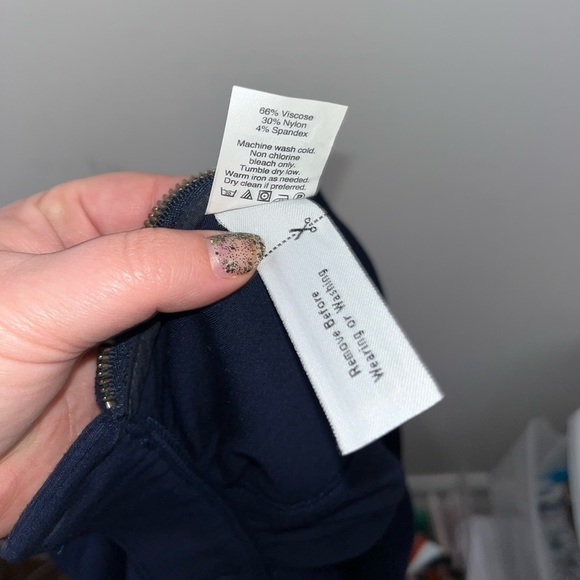 66% Viscose
30% Nylon
4% Spandex
Machine wash cold.
Non chlorine
bleach only.
Tumble dry low.
Warm iron as needed.
Dry clean if preferred.
Remove Before
Wearing or Washing